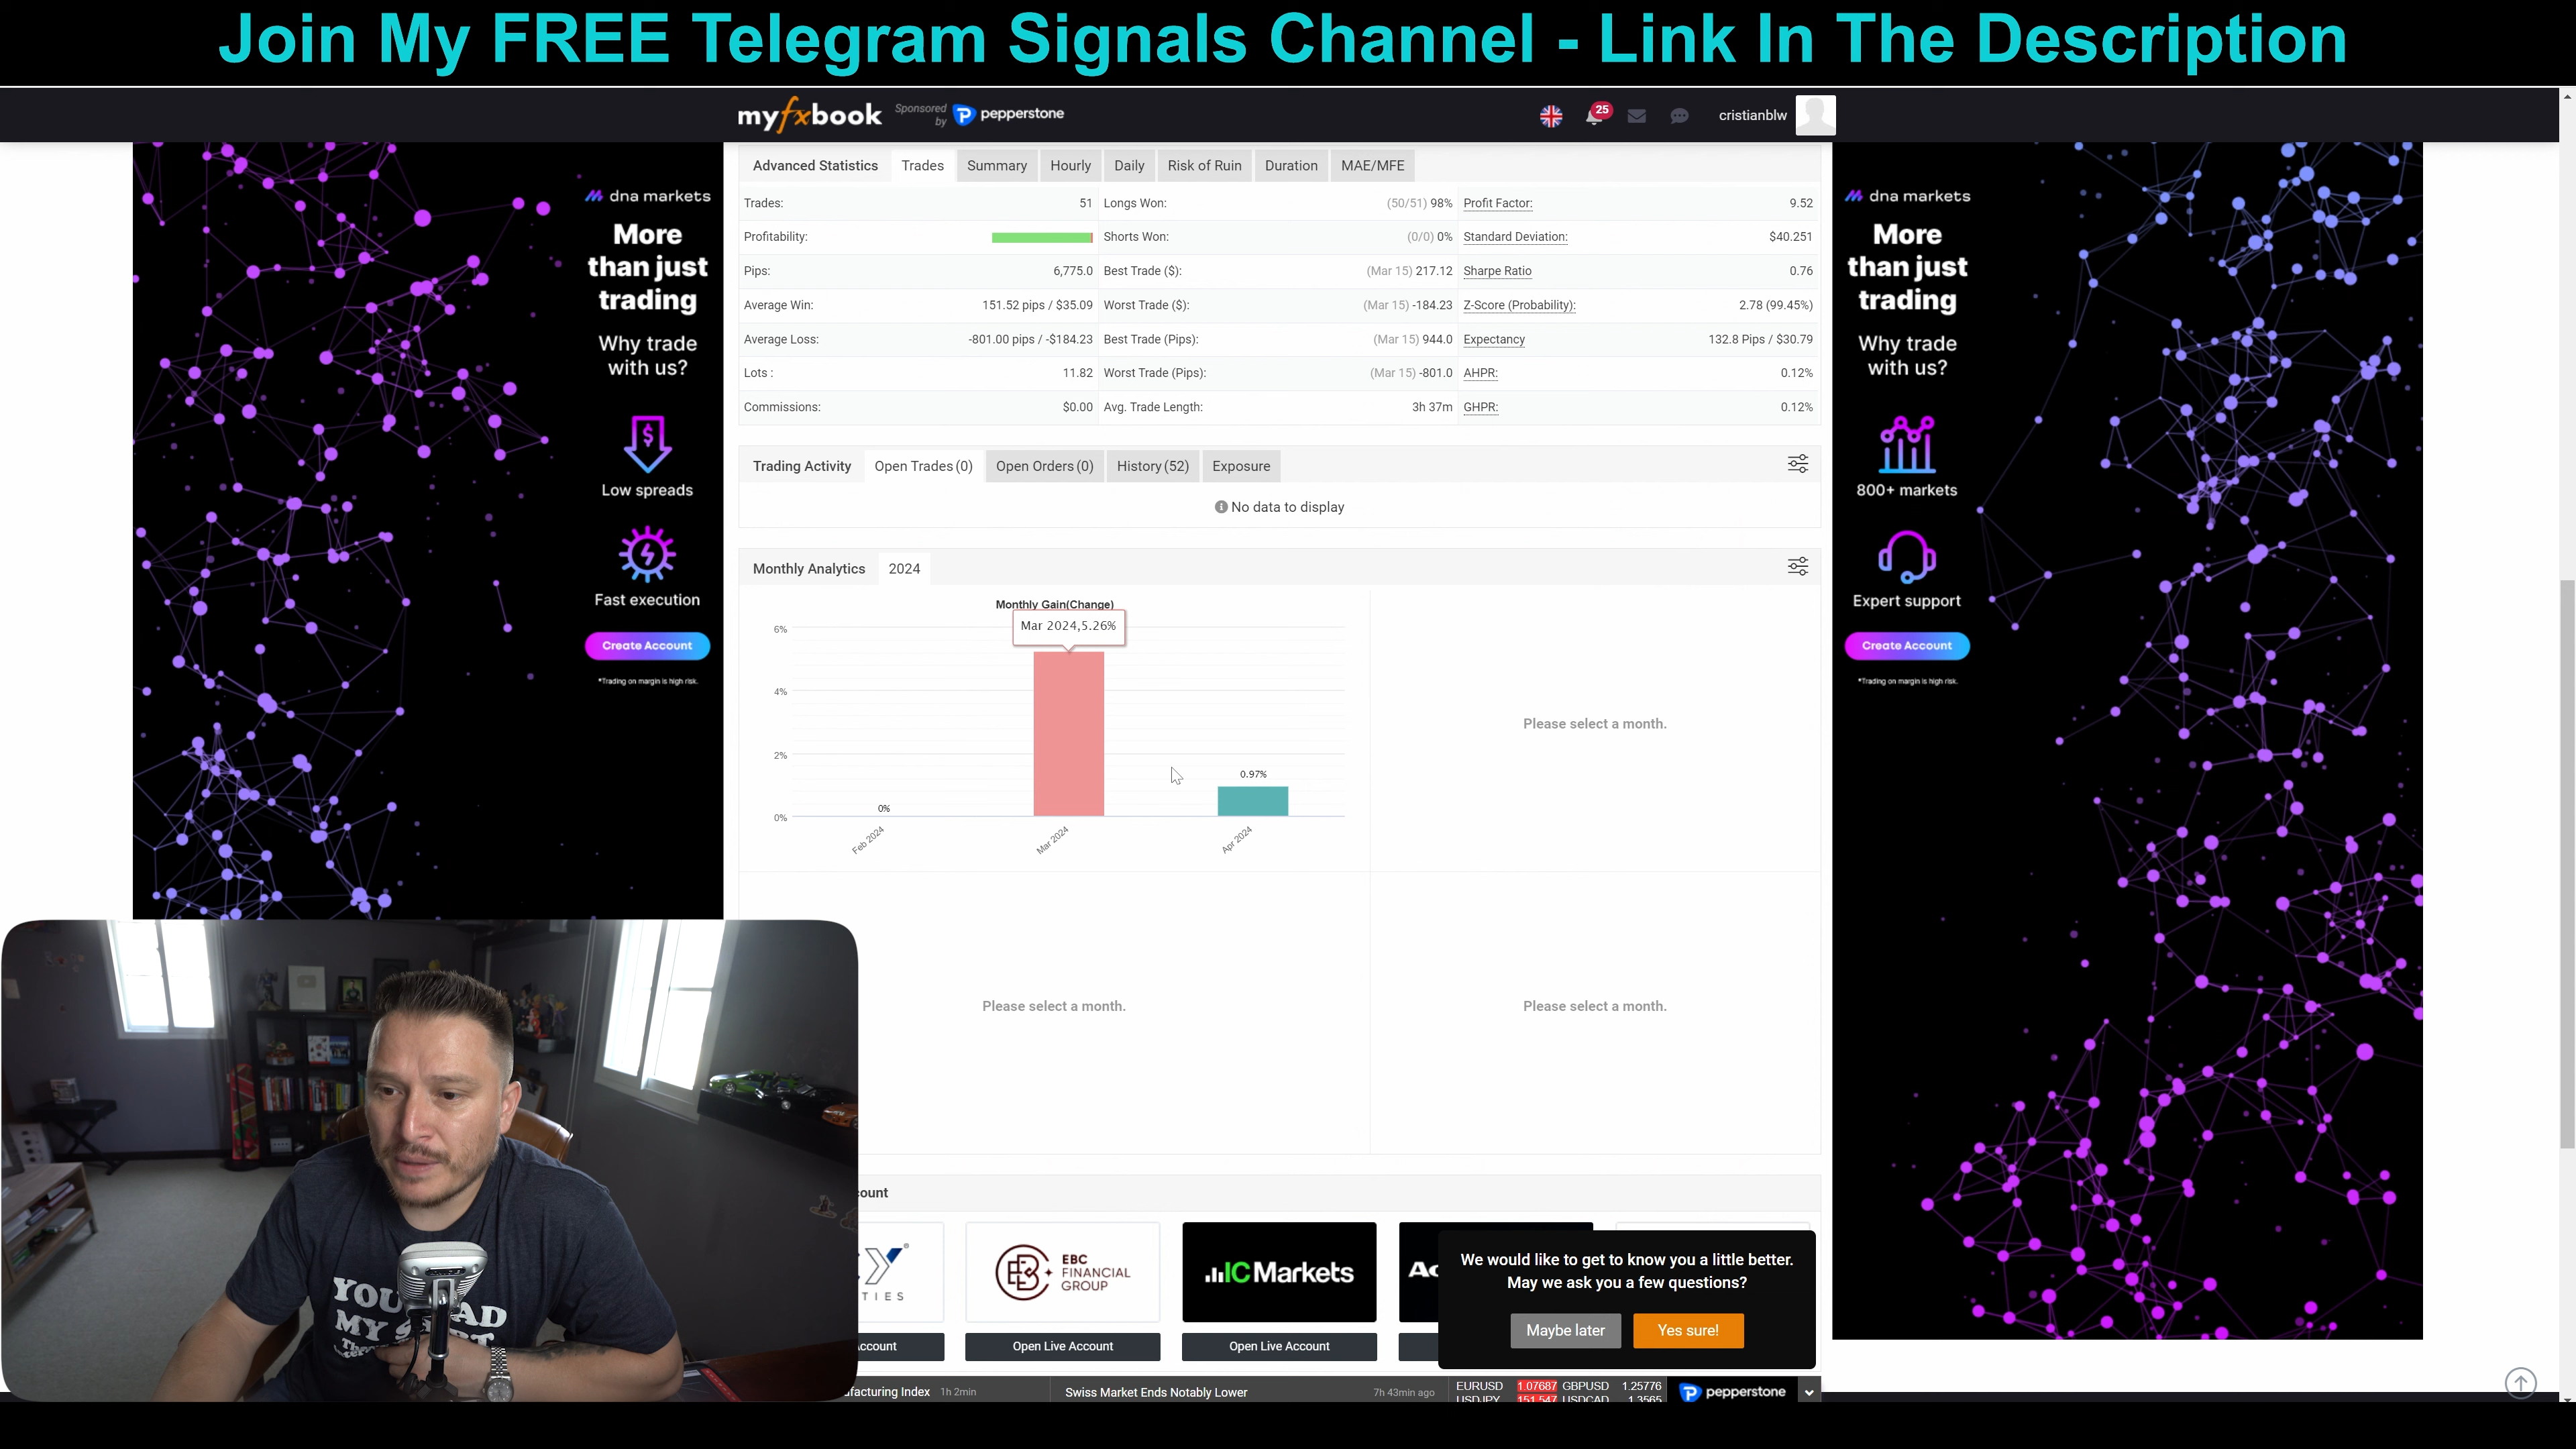 Join My FREE Telegram Signals Channel - Link In The Description
myfxbook Sponsored by pepperstone
25
cristianblw
dna markets
More
than just
trading
Why trade
with us?
Low spreads
Fast execution
Create Account
*Trading on margin is high risk.
Advanced Statistics Trades Summary Hourly Daily Risk of Ruin Duration MAE/MFE
Trades: 51 Longs Won: (50/51) 98% Profit Factor: 9.52
Profitability: Shorts Won: (0/0) 0% Standard Deviation: $40.251
Pips: 6,775.0 Best Trade ($): (Mar 15) 217.12 Sharpe Ratio 0.76
Average Win: 151.52 pips / $35.09 Worst Trade ($): (Mar 15) -184.23 Z-Score (Probability): 2.78 (99.45%)
Average Loss: -801.00 pips / -$184.23 Best Trade (Pips): (Mar 15) 944.0 Expectancy 132.8 Pips / $30.79
Lots : 11.82 Worst Trade (Pips): (Mar 15) -801.0 AHPR: 0.12%
Commissions: $0.00 Avg. Trade Length: 3h 37m GHPR: 0.12%
Trading Activity Open Trades (0) Open Orders (0) History (52) Exposure
No data to display
Monthly Analytics 2024
Monthly Gain(Change)
Mar 2024,5.26%
6%
4%
2%
0%
0%
0.97%
Feb 2024 Mar 2024 Apr 2024
Please select a month.
Please select a month.
Please select a month.
dna markets
More
than just
trading
Why trade
with us?
800+ markets
Expert support
Create Account
*Trading on margin is high risk.
count
TIES
EBC
FINANCIAL
GROUP
IC Markets
Ac
ccount
Open Live Account
Open Live Account
We would like to get to know you a little better.
May we ask you a few questions?
Maybe later
Yes sure!
ufacturing Index 1h 2min
Swiss Market Ends Notably Lower 7h 43min ago
EURUSD 1.07687 GBPUSD 1.25776
USDJPY 151.547 USDCAD 1.3565
pepperstone